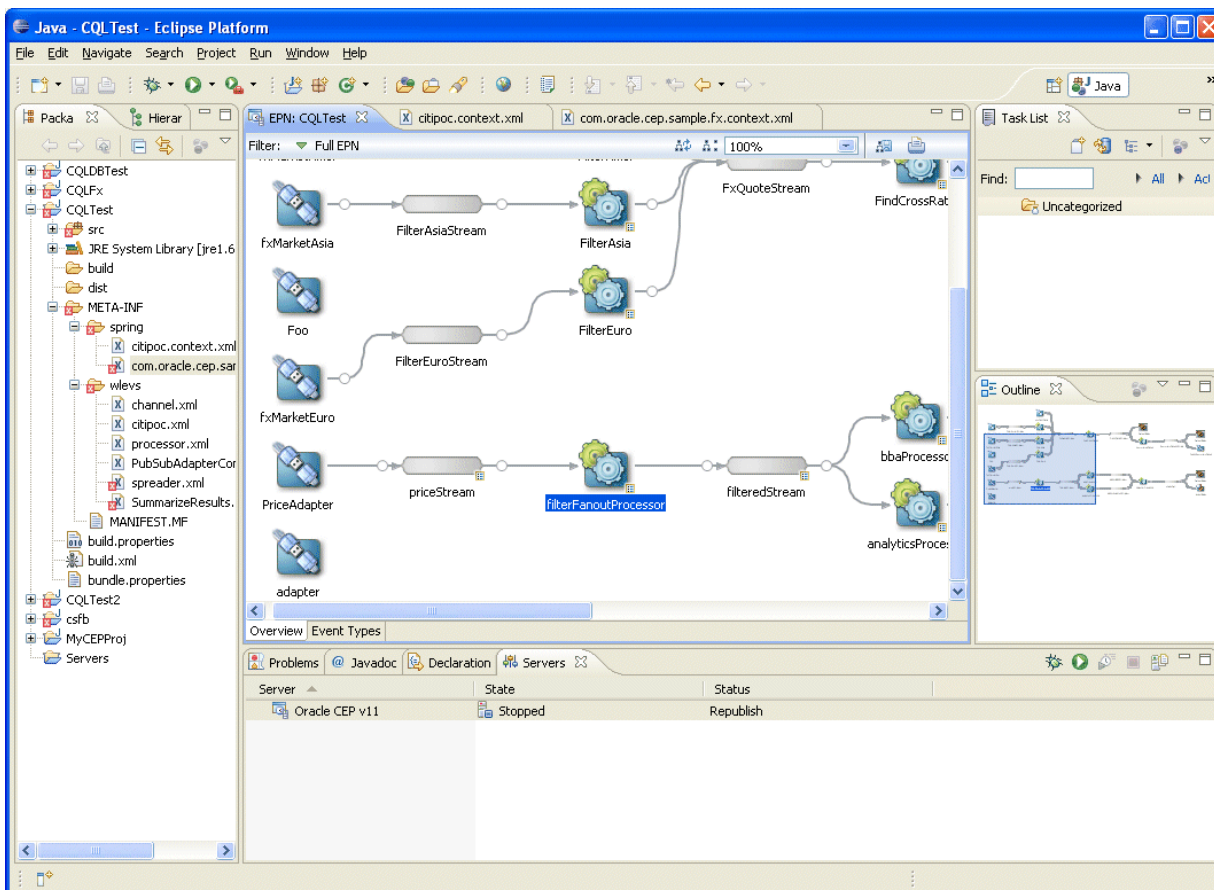 Java - CQLTest - Eclipse Platform
File Edit Navigate Search Project Run Window Help
Java
Packa
Hierar
CQLDBTest
CQLFx
CQLTest
src
JRE System Library [jre1.6
build
dist
META-INF
spring
citipoc.context.xml
com.oracle.cep.sar
wlevs
channel.xml
citipoc.xml
processor.xml
PubSubAdapterCor
spreader.xml
SummarizeResults.
MANIFEST.MF
build.properties
build.xml
bundle.properties
CQLTest2
csfb
MyCEPProj
Servers
EPN: CQLTest
citipoc.context.xml
com.oracle.cep.sample.fx.context.xml
Filter: Full EPN
100%
FxQuoteStream
FindCrossRat
fxMarketAsia
FilterAsiaStream
FilterAsia
Foo
FilterEuro
FilterEuroStream
fxMarketEuro
bbaProcessc
PriceAdapter
priceStream
filterFanoutProcessor
filteredStream
analyticsProces
adapter
Overview Event Types
Task List
Find: All Act
Uncategorized
Outline
Problems @ Javadoc Declaration Servers
Server State Status
Oracle CEP v11 Stopped Republish